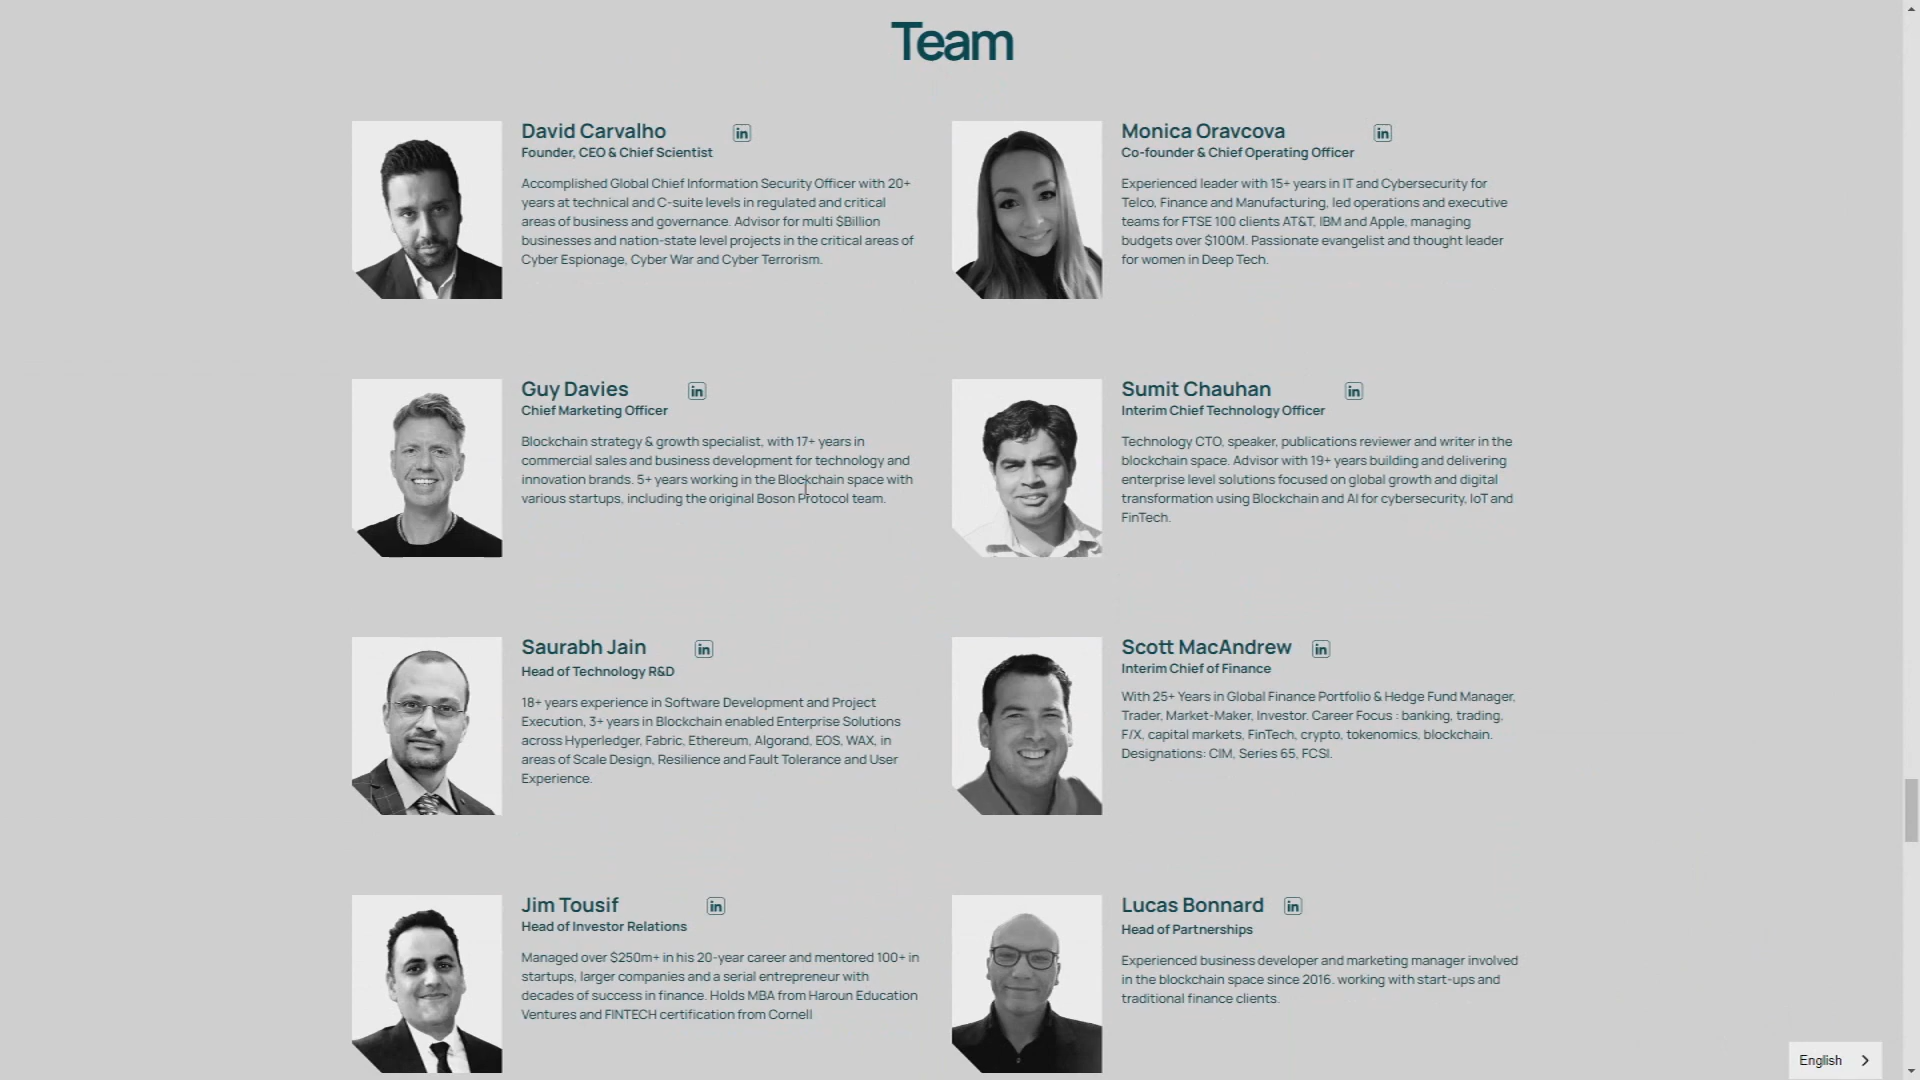 Team
David Carvalho
in
Founder, CEO & Chief Scientist
Accomplished Global Chief Information Security Officer with 20+
years at technical and C-suite levels in regulated and critical
areas of business and governance. Advisor for multi $Billion
businesses and nation-state level projects in the critical areas of
Cyber Espionage, Cyber War and Cyber Terrorism.
Monica Oravcova
in
Co-founder & Chief Operating Officer
Experienced leader with 15+ years in IT and Cybersecurity for
Telco, Finance and Manufacturing, led operations and executive
teams for FTSE 100 clients AT&T, IBM and Apple, managing
budgets over $100M. Passionate evangelist and thought leader
for women in Deep Tech.
Guy Davies
in
Chief Marketing Officer
Blockchain strategy & growth specialist, with 17+ years in
commercial sales and business development for technology and
innovation brands. 5+ years working in the Blockchain space with
various startups, including the original Boson Protocol team.
Sumit Chauhan
in
Interim Chief Technology Officer
Technology CTO, speaker, publications reviewer and writer in the
blockchain space. Advisor with 19+ years building and delivering
enterprise level solutions focused on global growth and digital
transformation using Blockchain and AI for cybersecurity, IoT and
FinTech.
Saurabh Jain
in
Head of Technology R&D
18+ years experience in Software Development and Project
Execution, 3+ years in Blockchain enabled Enterprise Solutions
across Hyperledger, Fabric, Ethereum, Algorand, EOS, WAX, in
areas of Scale Design, Resilience and Fault Tolerance and User
Experience.
Scott MacAndrew
in
Interim Chief of Finance
With 25+ Years in Global Finance Portfolio & Hedge Fund Manager,
Trader, Market-Maker, Investor. Career Focus : banking, trading,
F/X, capital markets, FinTech, crypto, tokenomics, blockchain.
Designations: CIM, Series 65, FCSI.
Jim Tousif
in
Head of Investor Relations
Managed over $250m+ in his 20-year career and mentored 100+ in
startups, larger companies and a serial entrepreneur with
decades of success in finance. Holds MBA from Haroun Education
Ventures and FINTECH certification from Cornell
Lucas Bonnard
in
Head of Partnerships
Experienced business developer and marketing manager involved
in the blockchain space since 2016. working with start-ups and
traditional finance clients.
English